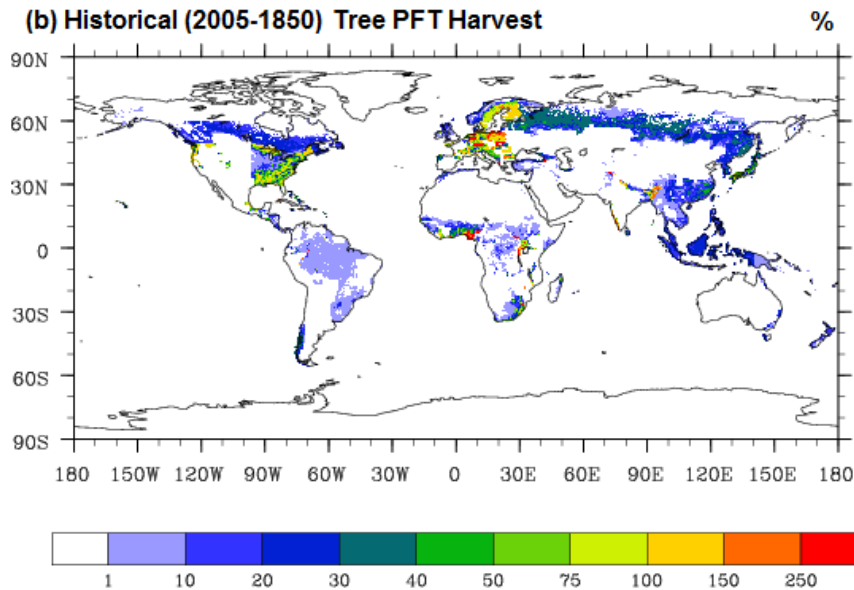 (b) Historical (2005-1850) Tree PFT Harvest %
90N
60N
30N
0
30S
60S
90S
180 150W 120W 90W 60W 30W 0 30E 60E 90E 120E 150E 180
1 10 20 30 40 50 75 100 150 250